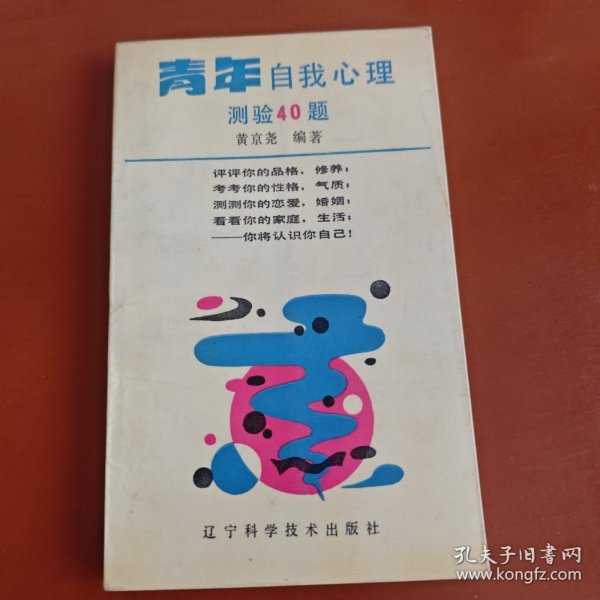 青年自我心理
测验40题
黄京尧 编著
评评你的品格，修养；
考考你的性格，气质；
测测你的恋爱，婚姻；
看看你的家庭，生活；
——你将认识你自己！
辽宁科学技术出版社
孔夫子旧书网
www.kongfz.com